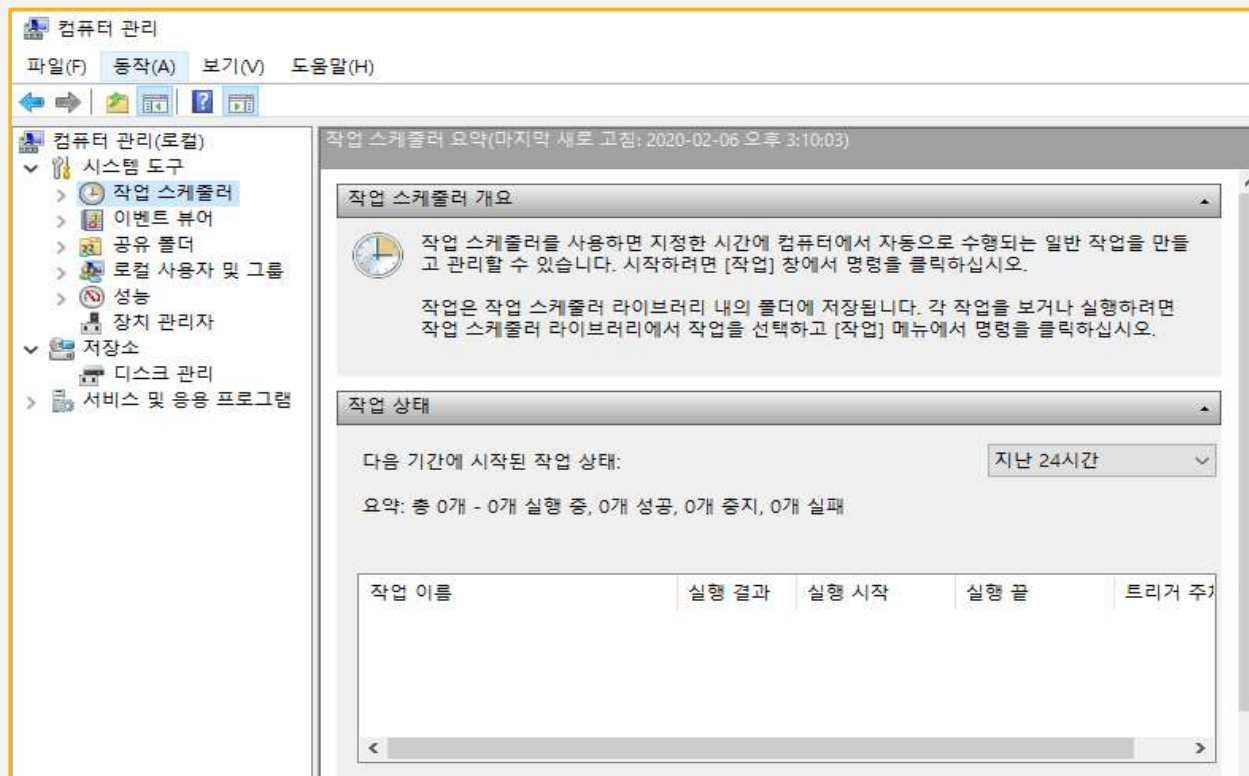 컴퓨터 관리
파일(F) 동작(A) 보기(V) 도움말(H)
컴퓨터 관리(로컬)
시스템 도구
작업 스케줄러
이벤트 뷰어
공유 폴더
로컬 사용자 및 그룹
성능
장치 관리자
저장소
디스크 관리
서비스 및 응용 프로그램
작업 스케줄러 요약(마지막 새로 고침: 2020-02-06 오후 3:10:03)
작업 스케줄러 개요
작업 스케줄러를 사용하면 지정한 시간에 컴퓨터에서 자동으로 수행되는 일반 작업을 만들
고 관리할 수 있습니다. 시작하려면 [작업] 창에서 명령을 클릭하십시오.
작업은 작업 스케줄러 라이브러리 내의 폴더에 저장됩니다. 각 작업을 보거나 실행하려면
작업 스케줄러 라이브러리에서 작업을 선택하고 [작업] 메뉴에서 명령을 클릭하십시오.
작업 상태
다음 기간에 시작된 작업 상태: 지난 24시간
요약: 총 0개 - 0개 실행 중, 0개 성공, 0개 중지, 0개 실패
작업 이름 실행 결과 실행 시작 실행 끝 트리거